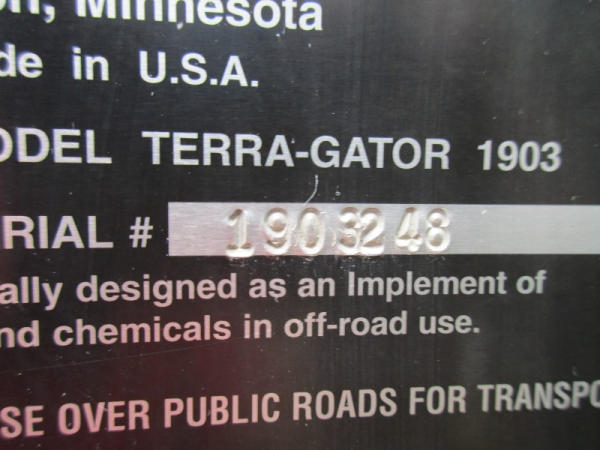 on, Minnesota
de in U.S.A.
ODEL TERRA-GATOR 1903
RIAL # 1903248
ally designed as an Implement of
nd chemicals in off-road use.
SE OVER PUBLIC ROADS FOR TRANSPO